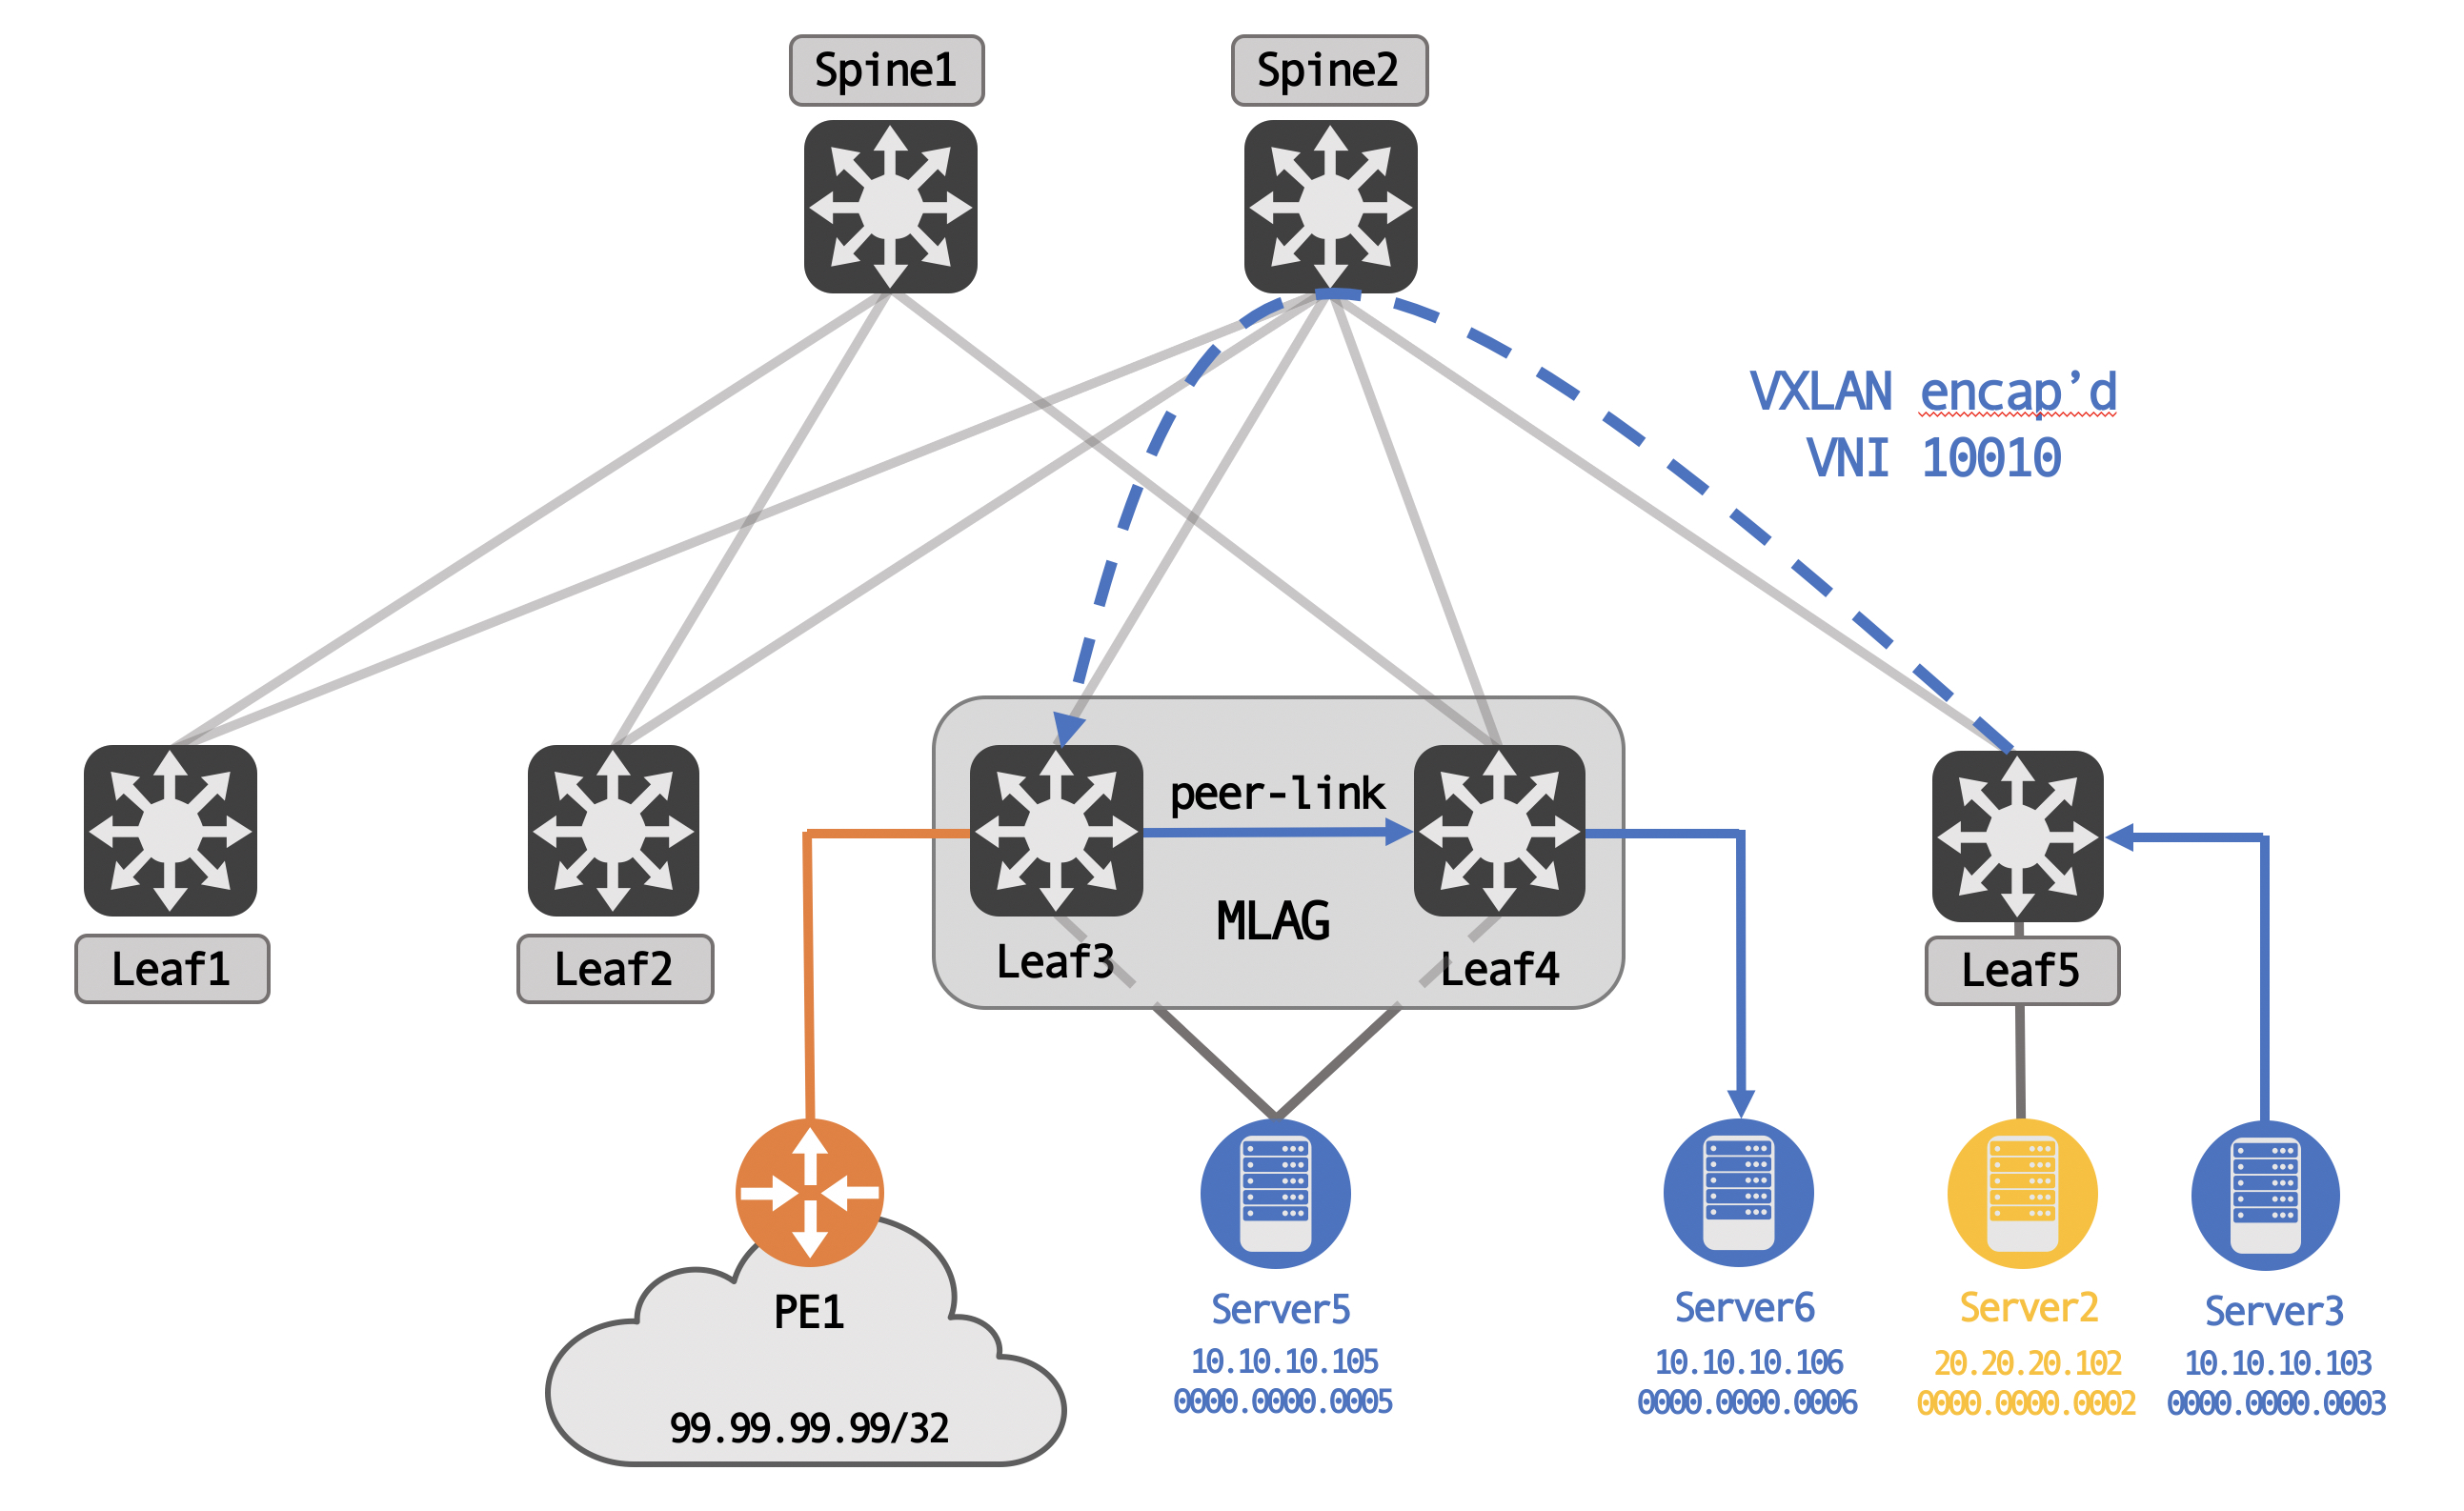 Spine1
Spine2
VXLAN encap’d
VNI 10010
peer-link
MLAG
Leaf1
Leaf2
Leaf3
Leaf4
Leaf5
PE1
99.99.99.99/32
Server5
10.10.10.105
0000.0000.0005
Server6
10.10.10.106
0000.0000.0006
Server2
20.20.20.102
0000.0000.0002
Server3
10.10.10.103
0000.0000.0003